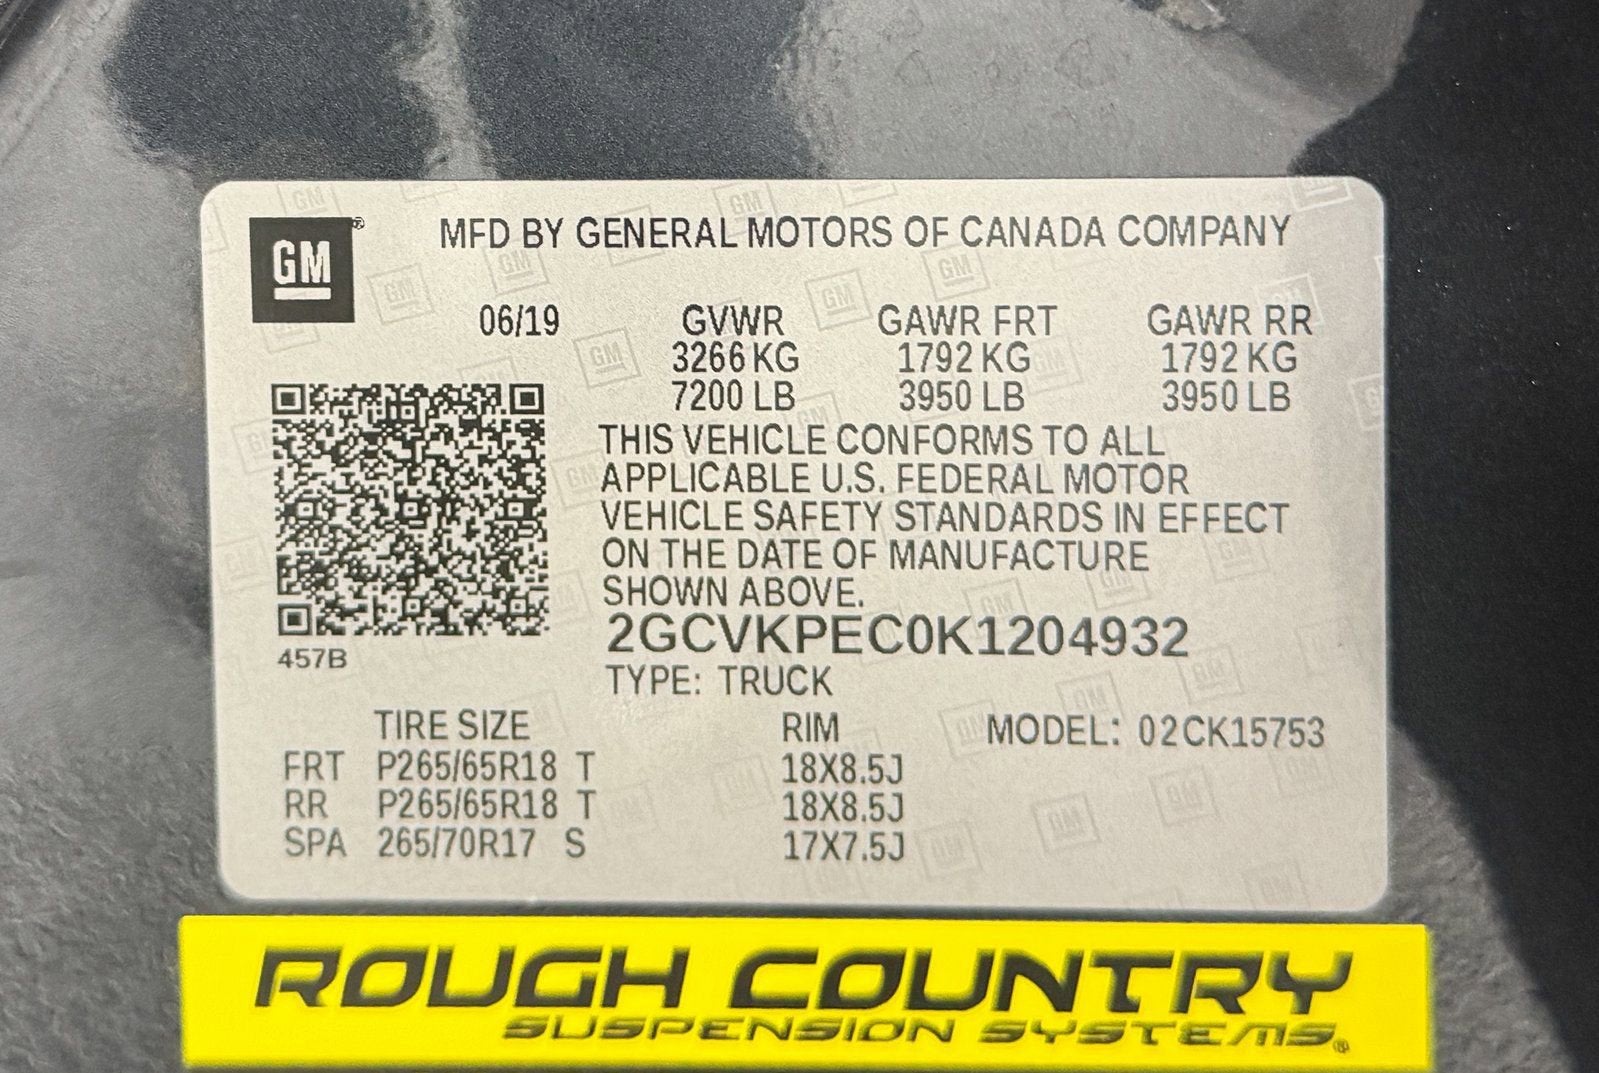 GM®
MFD BY GENERAL MOTORS OF CANADA COMPANY
06/19 GVWR GAWR FRT GAWR RR
3266 KG 1792 KG 1792 KG
7200 LB 3950 LB 3950 LB
THIS VEHICLE CONFORMS TO ALL
APPLICABLE U.S. FEDERAL MOTOR
VEHICLE SAFETY STANDARDS IN EFFECT
ON THE DATE OF MANUFACTURE
SHOWN ABOVE.
2GCVKPEC0K1204932
457B
TYPE: TRUCK
TIRE SIZE RIM MODEL: 02CK15753
FRT P265/65R18 T 18X8.5J
RR P265/65R18 T 18X8.5J
SPA 265/70R17 S 17X7.5J
ROUGH COUNTRY
SUSPENSION SYSTEMS®